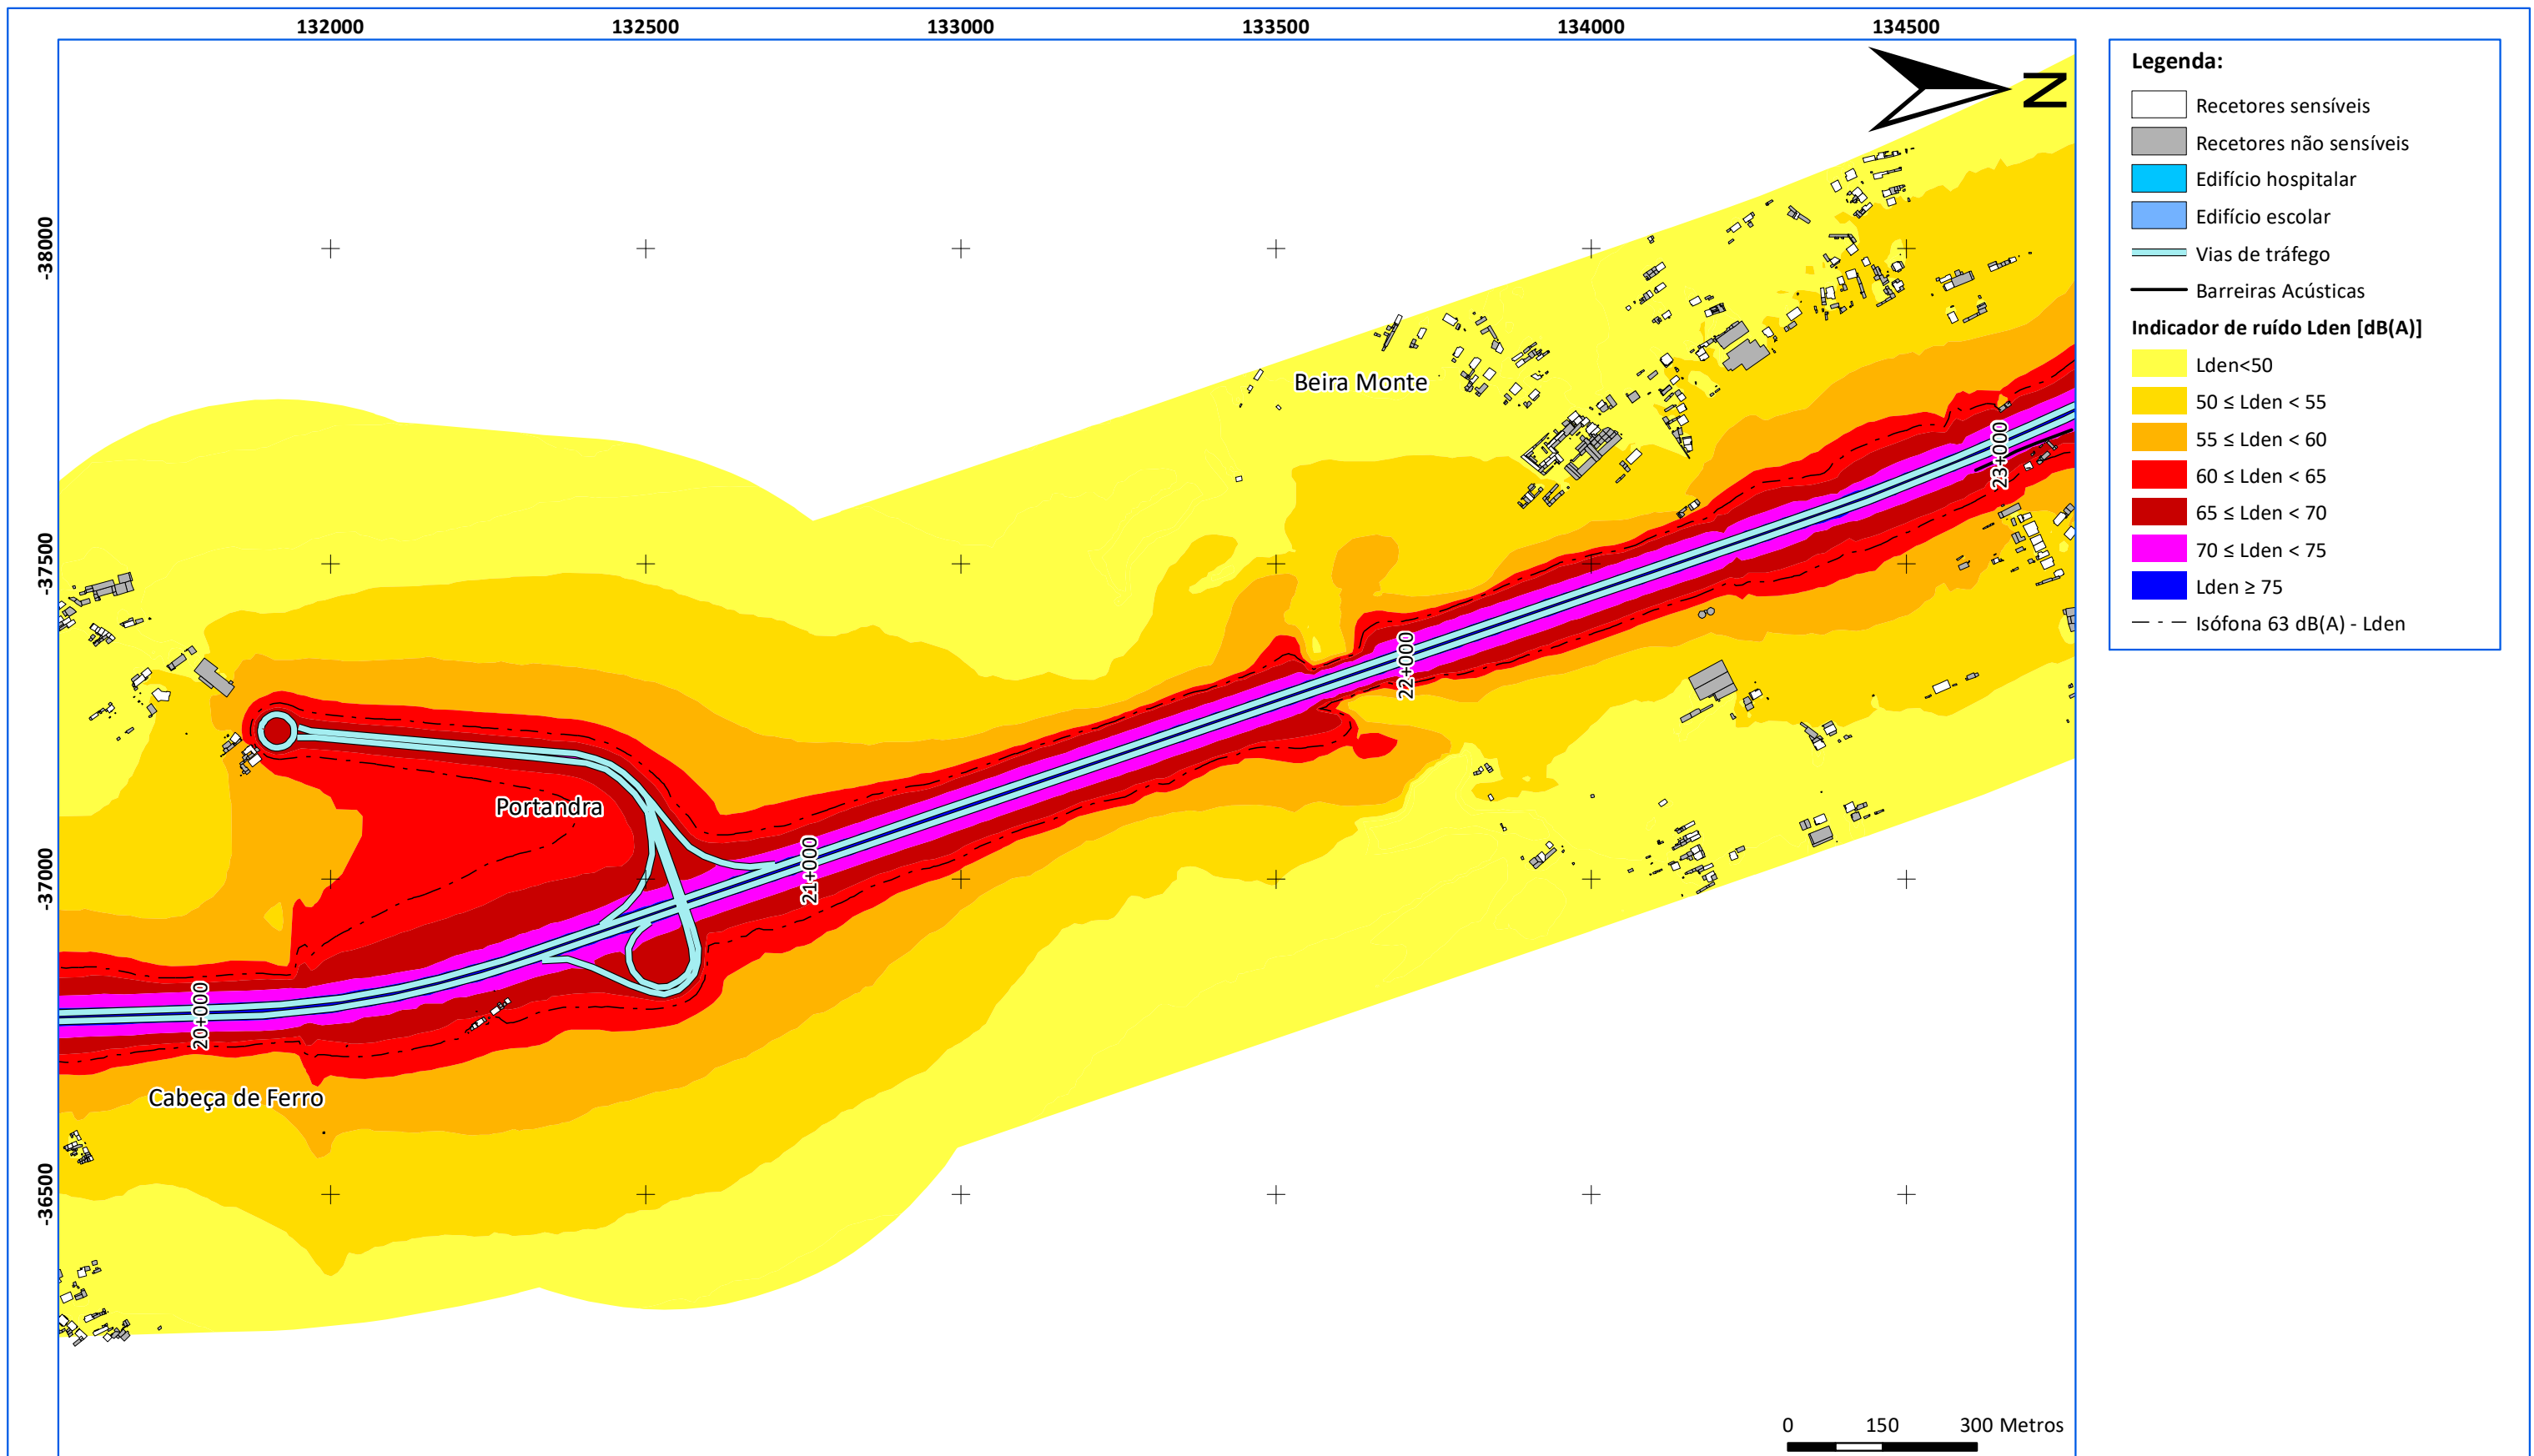 132000 132500 133000 133500 134000 134500
-38000
-37500
-37000
-36500
N
Beira Monte
Portandra
Cabeça de Ferro
20+000
21+000
22+000
23+000
0 150 300 Metros
Legenda:
Recetores sensíveis
Recetores não sensíveis
Edifício hospitalar
Edifício escolar
Vias de tráfego
Barreiras Acústicas
Indicador de ruído Lden [dB(A)]
Lden<50
50 ≤ Lden < 55
55 ≤ Lden < 60
60 ≤ Lden < 65
65 ≤ Lden < 70
70 ≤ Lden < 75
Lden ≥ 75
Isófona 63 dB(A) - Lden